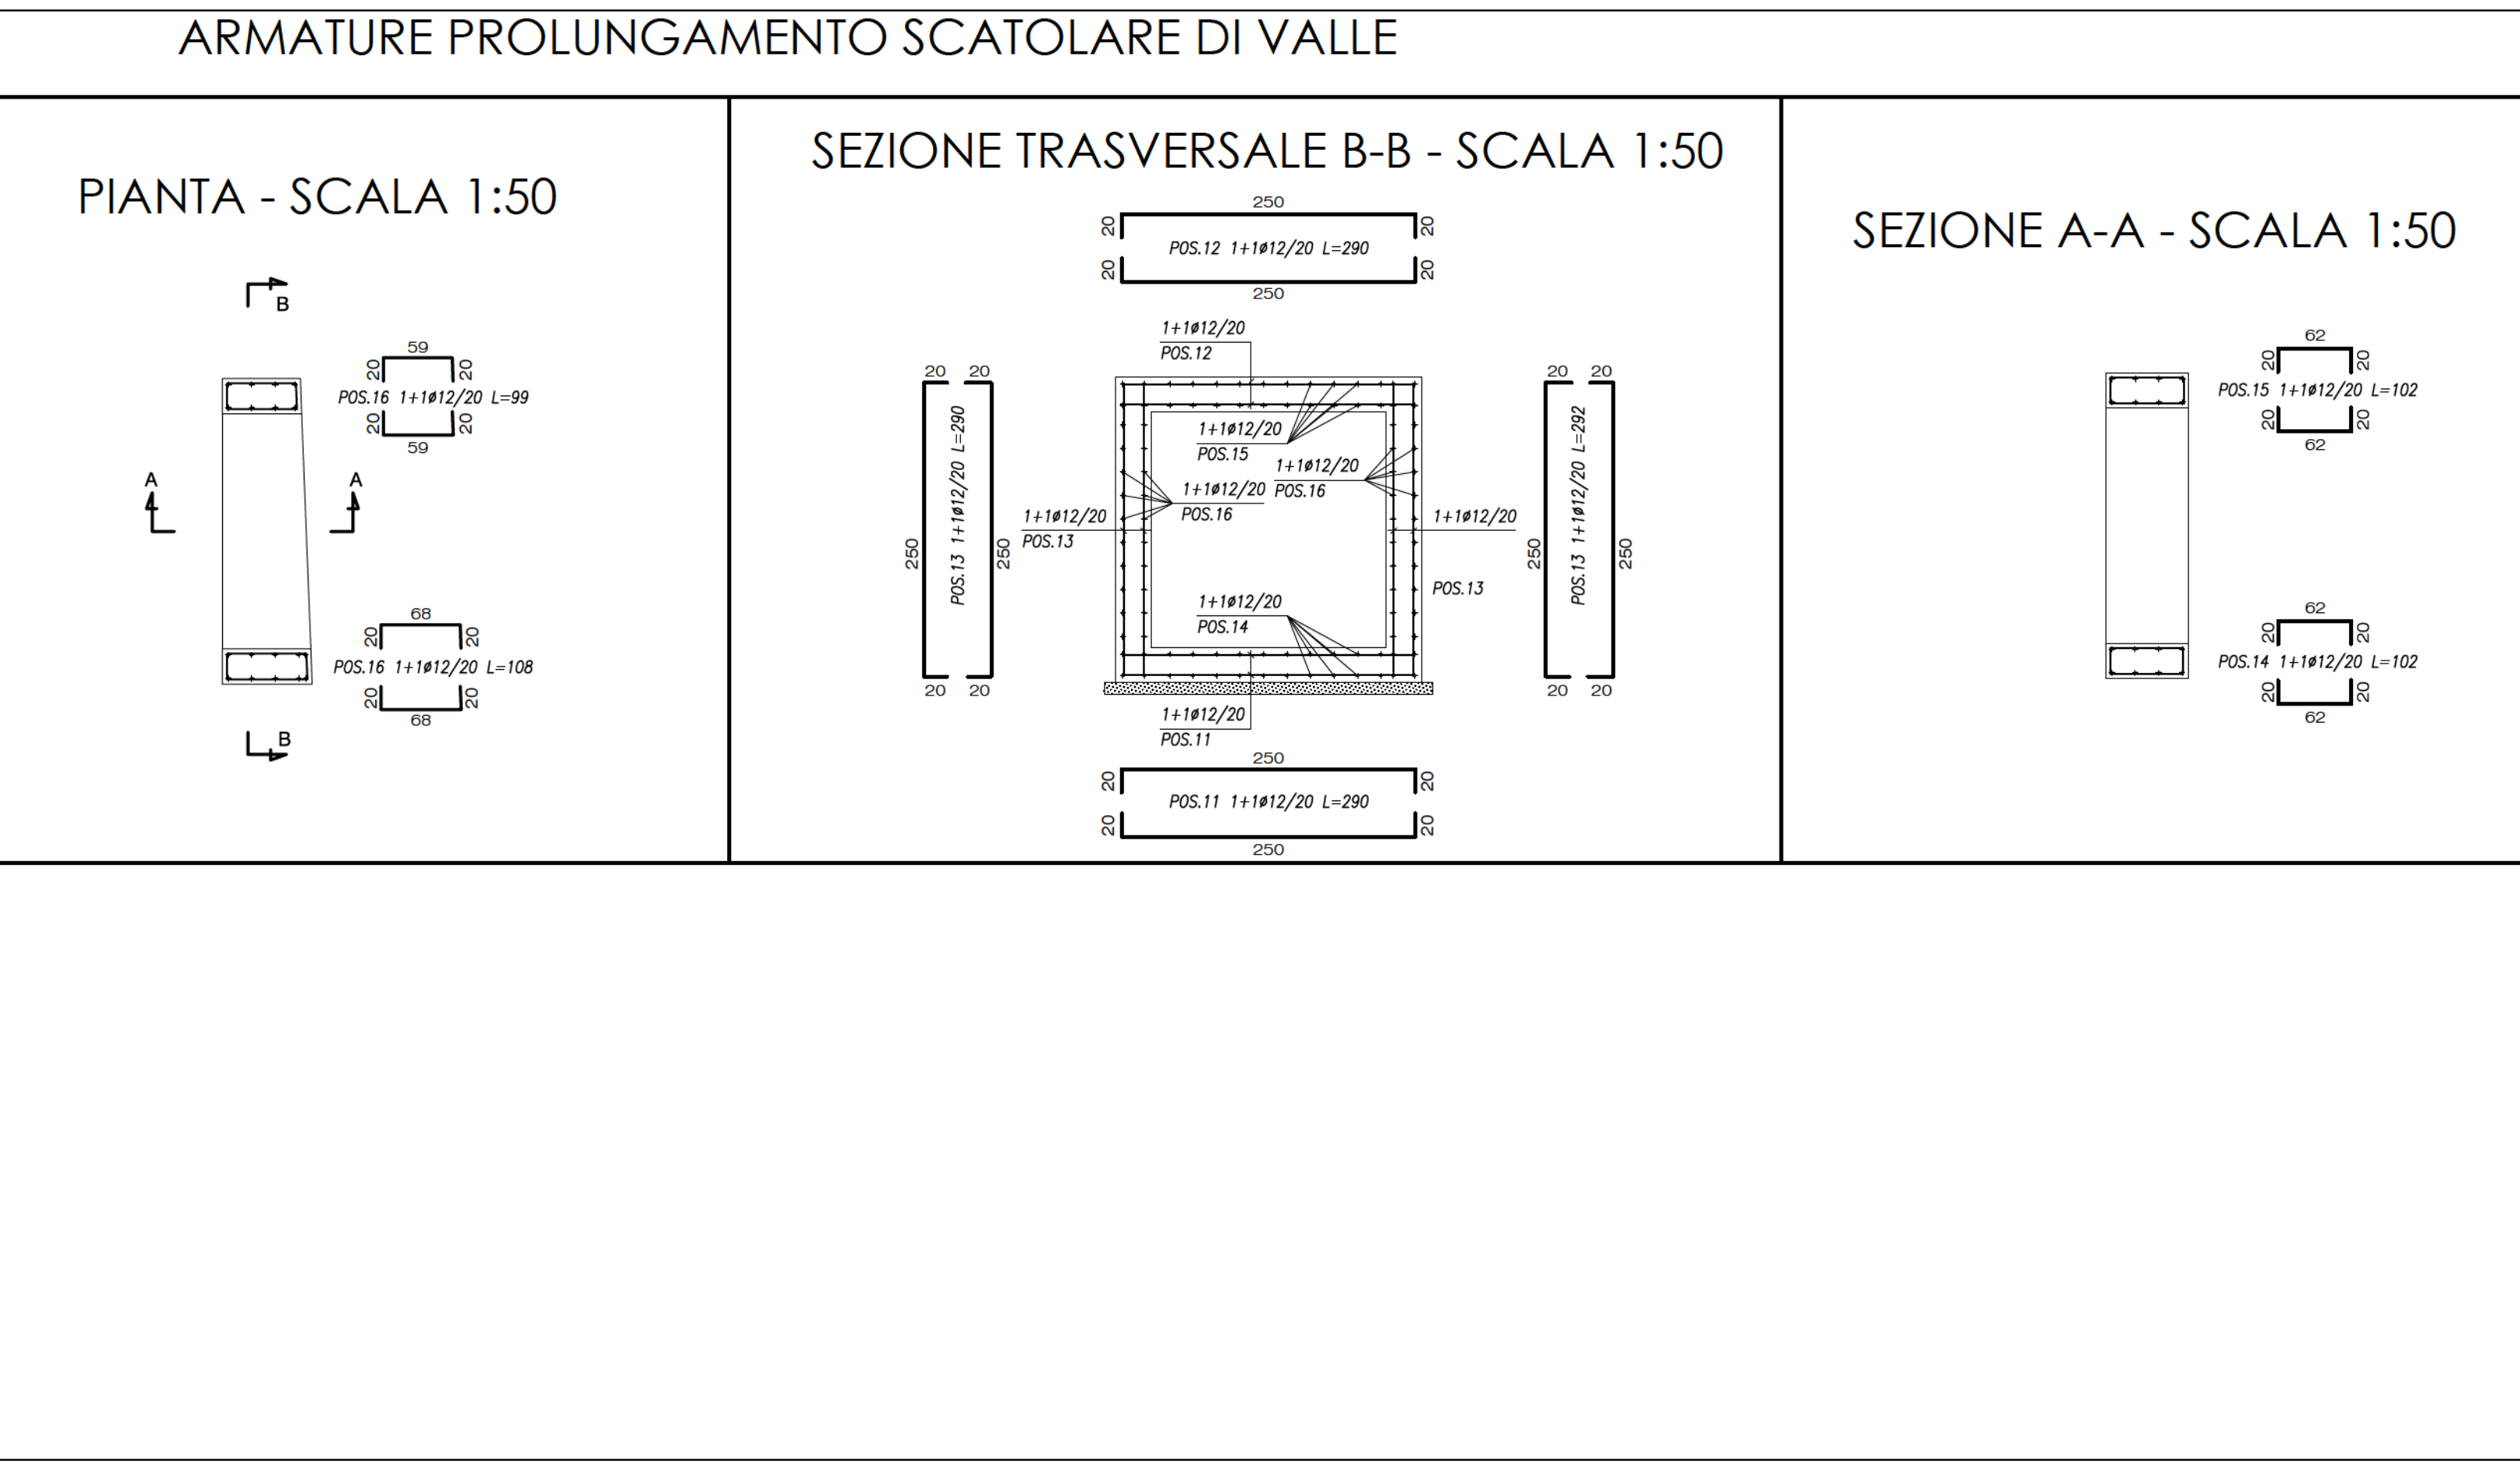 ARMATURE PROLUNGAMENTO SCATOLARE DI VALLE
PIANTA - SCALA 1:50
B
59
20 20
POS.16 1+1ø12/20 L=99
20 20
59
A A
68
20 20
POS.16 1+1ø12/20 L=108
20 20
68
B
SEZIONE TRASVERSALE B-B - SCALA 1:50
250
20 20
POS.12 1+1ø12/20 L=290
20 20
250
1+1ø12/20
POS.12
20 20
250
POS.13 1+1ø12/20 L=290
250
20 20
1+1ø12/20
POS.15
1+1ø12/20
POS.16
1+1ø12/20
POS.16
1+1ø12/20
POS.13
1+1ø12/20
POS.13
POS.13
1+1ø12/20
POS.14
20 20
250
POS.13 1+1ø12/20 L=292
250
20 20
1+1ø12/20
POS.11
250
20 20
POS.11 1+1ø12/20 L=290
20 20
250
SEZIONE A-A - SCALA 1:50
62
20 20
POS.15 1+1ø12/20 L=102
20 20
62
62
20 20
POS.14 1+1ø12/20 L=102
20 20
62